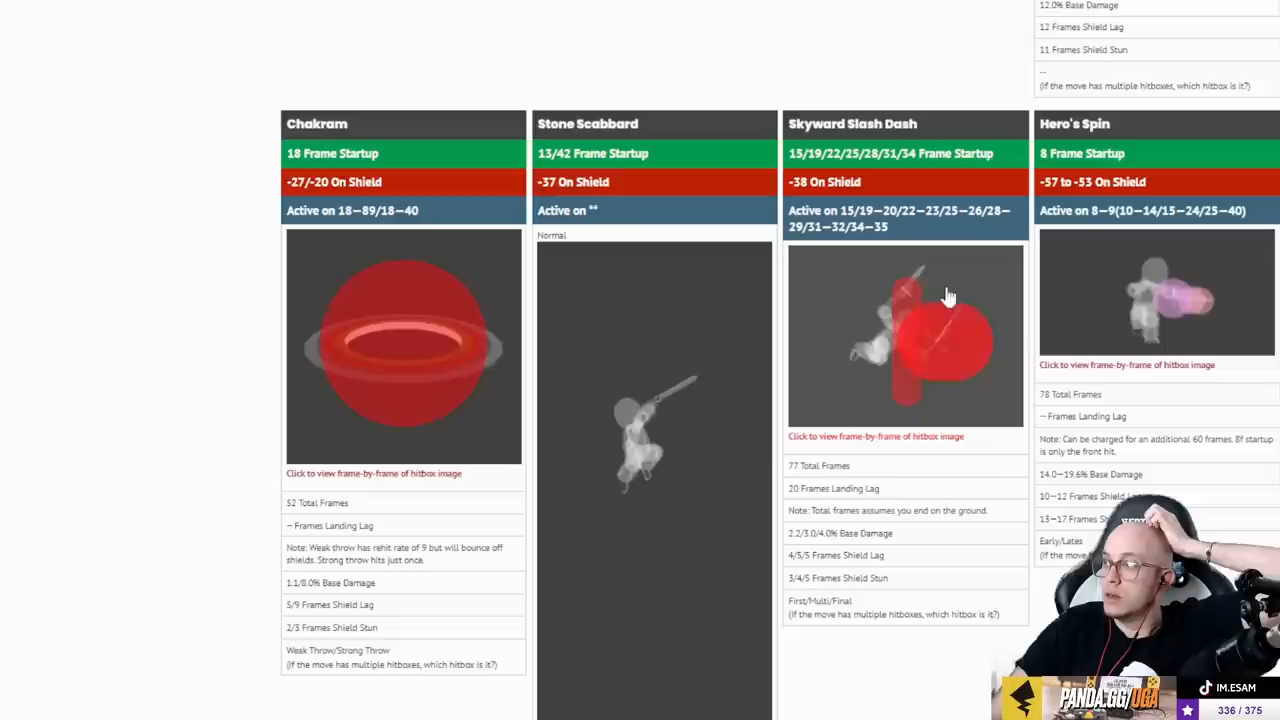 12.0% Base Damage
12 Frames Shield Lag
11 Frames Shield Stun
--
(If the move has multiple hitboxes, which hitbox is it?)
Chakram
18 Frame Startup
-27/-20 On Shield
Active on 18—89/18—40
Click to view frame-by-frame of hitbox image
52 Total Frames
-- Frames Landing Lag
Note: Weak throw has rehit rate of 9 but will bounce off
shields. Strong throw hits just once.
1.1/8.0% Base Damage
5/9 Frames Shield Lag
2/3 Frames Shield Stun
Weak Throw/Strong Throw
(If the move has multiple hitboxes, which hitbox is it?)
Stone Scabbard
13/42 Frame Startup
-37 On Shield
Active on **
Normal
Skyward Slash Dash
15/19/22/25/28/31/34 Frame Startup
-38 On Shield
Active on 15/19—20/22—23/25—26/28—
29/31—32/34—35
Click to view frame-by-frame of hitbox image
77 Total Frames
20 Frames Landing Lag
Note: Total frames assumes you end on the ground.
2.2/3.0/4.0% Base Damage
4/5/5 Frames Shield Lag
3/4/5 Frames Shield Stun
First/Multi/Final
(If the move has multiple hitboxes, which hitbox is it?)
Hero's Spin
8 Frame Startup
-57 to -53 On Shield
Active on 8—9(10—14/15—24/25—40)
Click to view frame-by-frame of hitbox image
78 Total Frames
-- Frames Landing Lag
Note: Can be charged for an additional 60 frames. 8f startup
is only the front hit.
14.0—19.6% Base Damage
10—12 Frames Shield
13—17 Frames
Early/Lates
(If the move
PANDA.GG/UGA
IM.ESAM
336 / 375